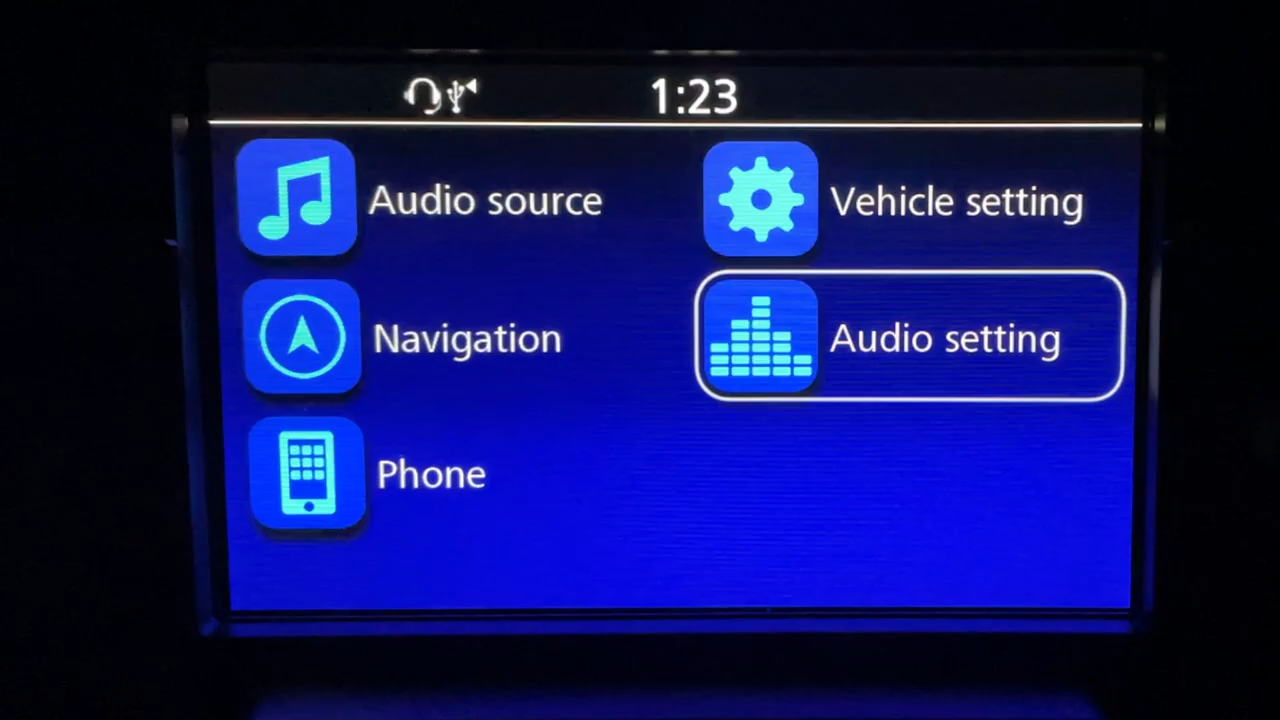 1:23
Audio source
Vehicle setting
Navigation
Audio setting
Phone